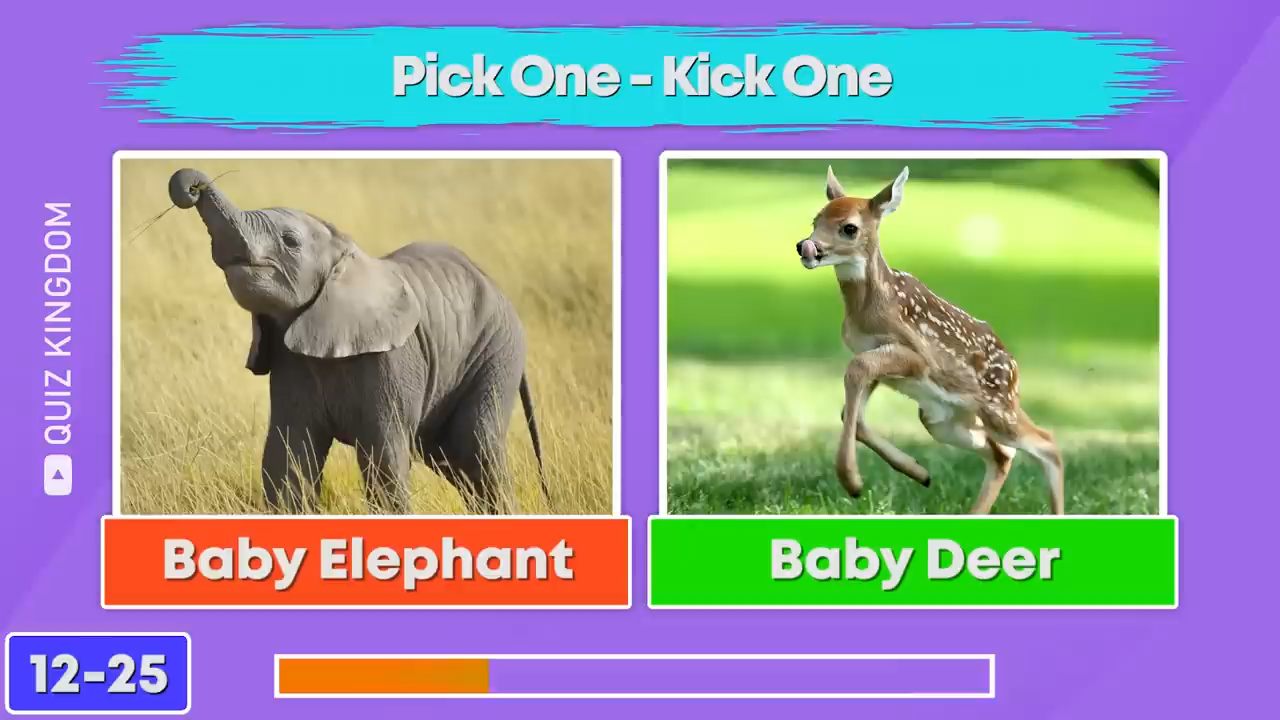 Pick One - Kick One
QUIZ KINGDOM
Baby Elephant
Baby Deer
12-25